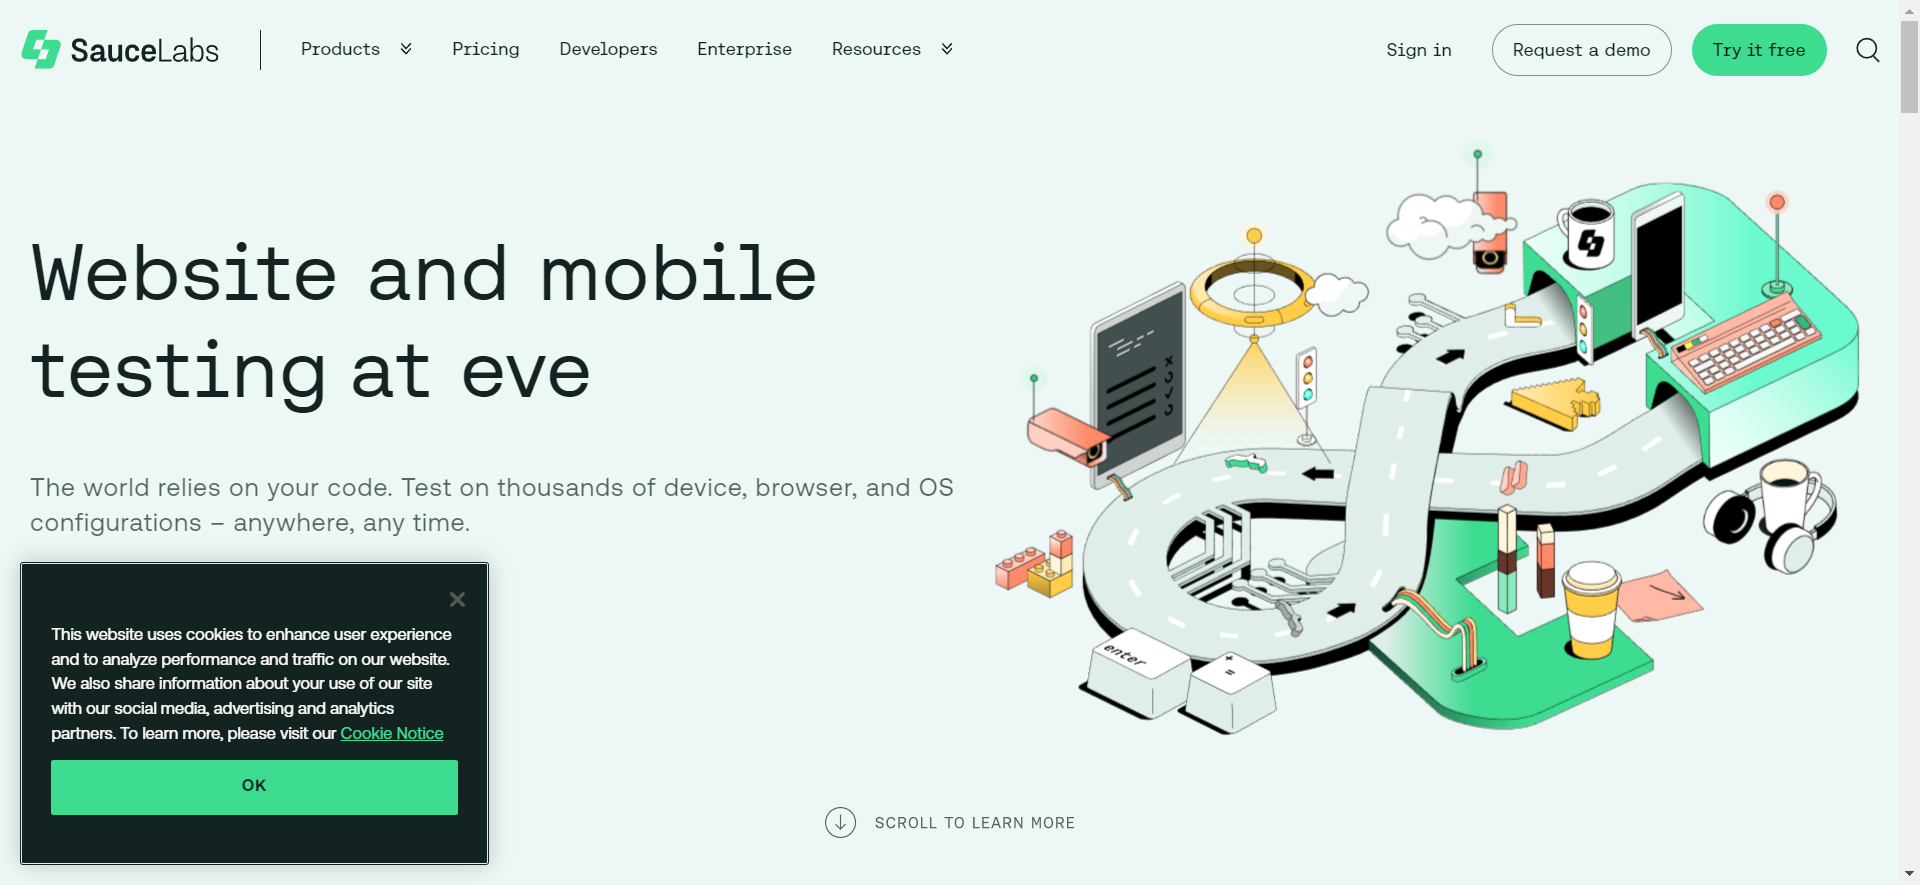 SauceLabs
Products
Pricing
Developers
Enterprise
Resources
Sign in
Request a demo
Try it free
Website and mobile
testing at eve
The world relies on your code. Test on thousands of device, browser, and OS
configurations – anywhere, any time.
This website uses cookies to enhance user experience
and to analyze performance and traffic on our website.
We also share information about your use of our site
with our social media, advertising and analytics
partners. To learn more, please visit our Cookie Notice
OK
enter
+
=
SCROLL TO LEARN MORE